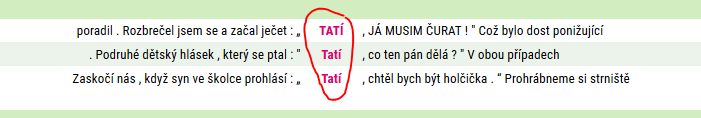 poradil . Rozbrečel jsem se a začal ječet : „ TATÍ , JÁ MUSIM ČURAT ! " Což bylo dost ponižující
. Podruhé dětský hlásek , který se ptal : " Tatí , co ten pán dělá ? " V obou případech
Zaskočí nás , když syn ve školce prohlásí : „ Tatí , chtěl bych být holčička . “ Prohrábneme si strniště